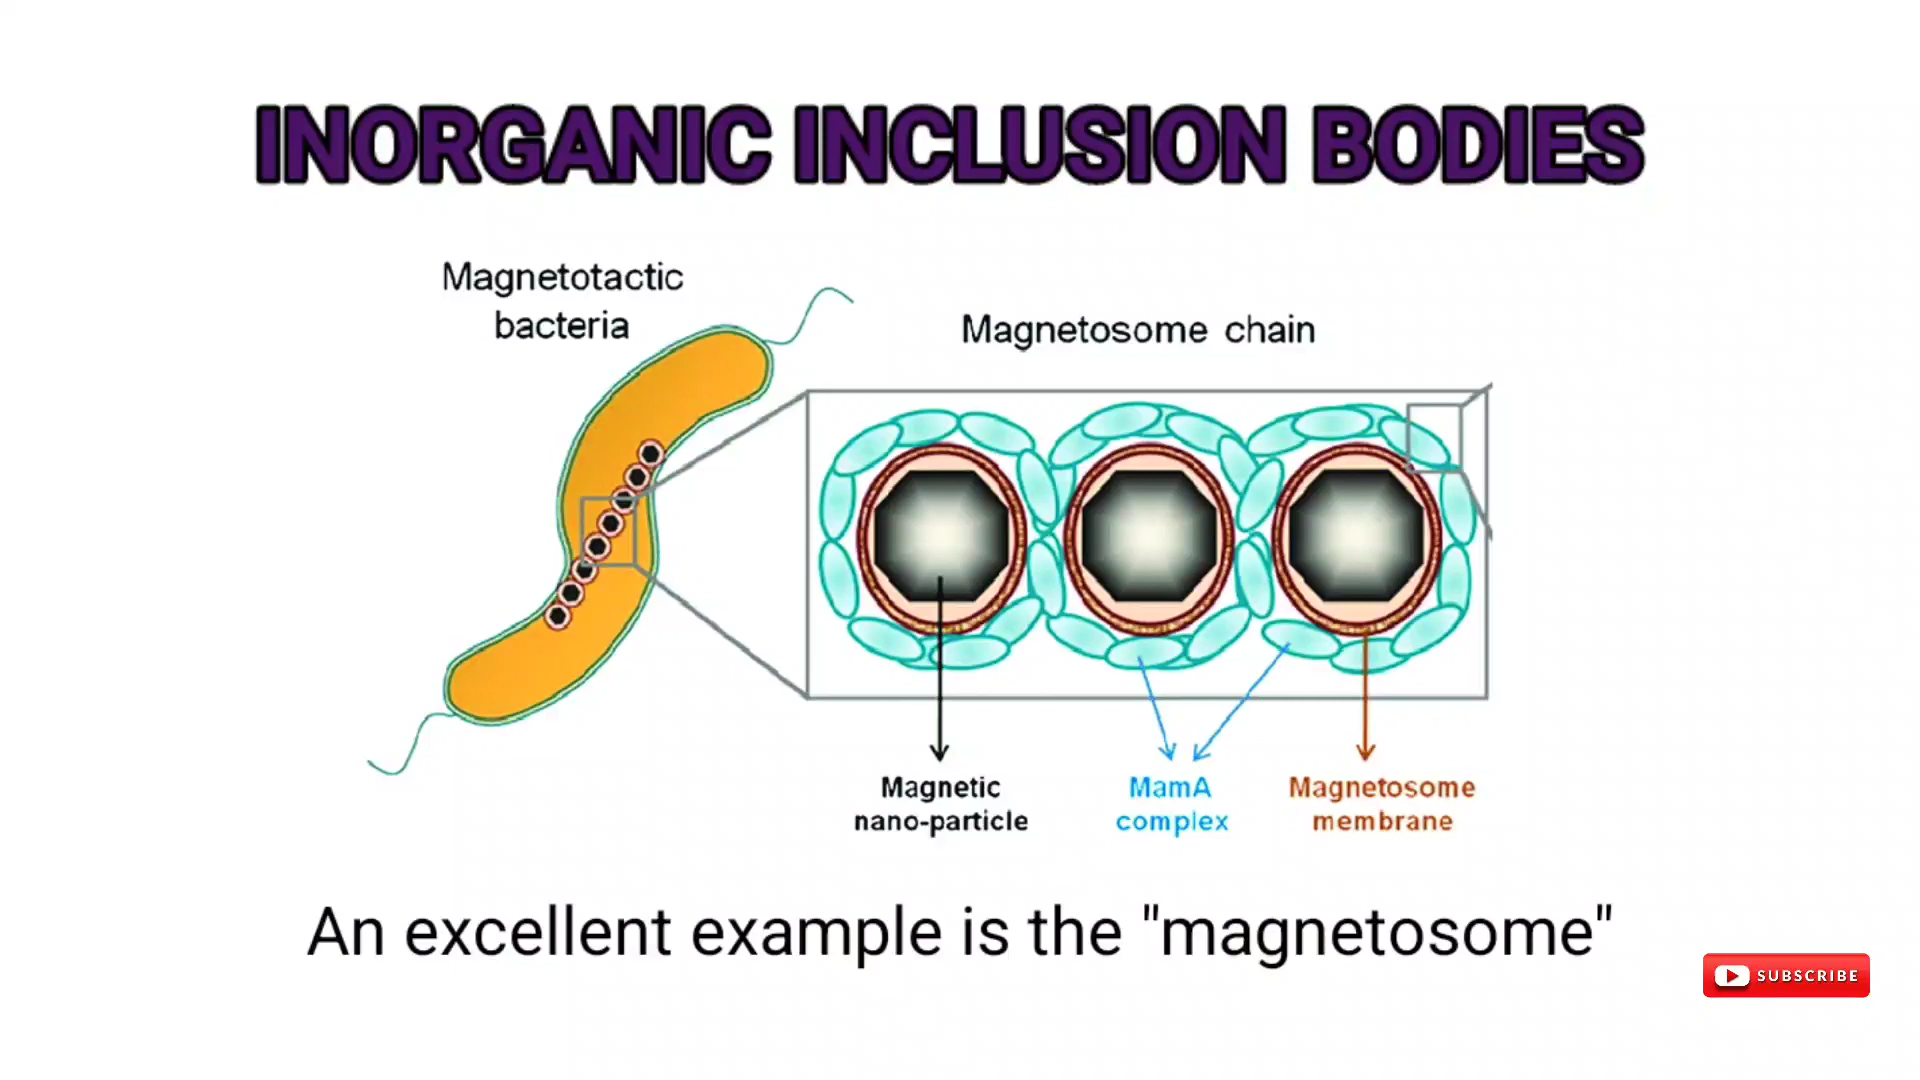 INORGANIC INCLUSION BODIES
Magnetotactic
bacteria
Magnetosome chain
Magnetic
nano-particle
MamA
complex
Magnetosome
membrane
An excellent example is the "magnetosome"
SUBSCRIBE